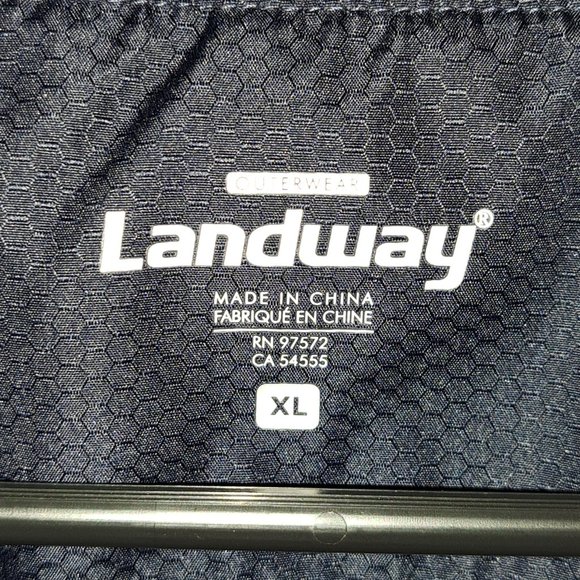 OUTERWEAR
Landway®
MADE IN CHINA
FABRIQUÉ EN CHINE
RN 97572
CA 54555
XL